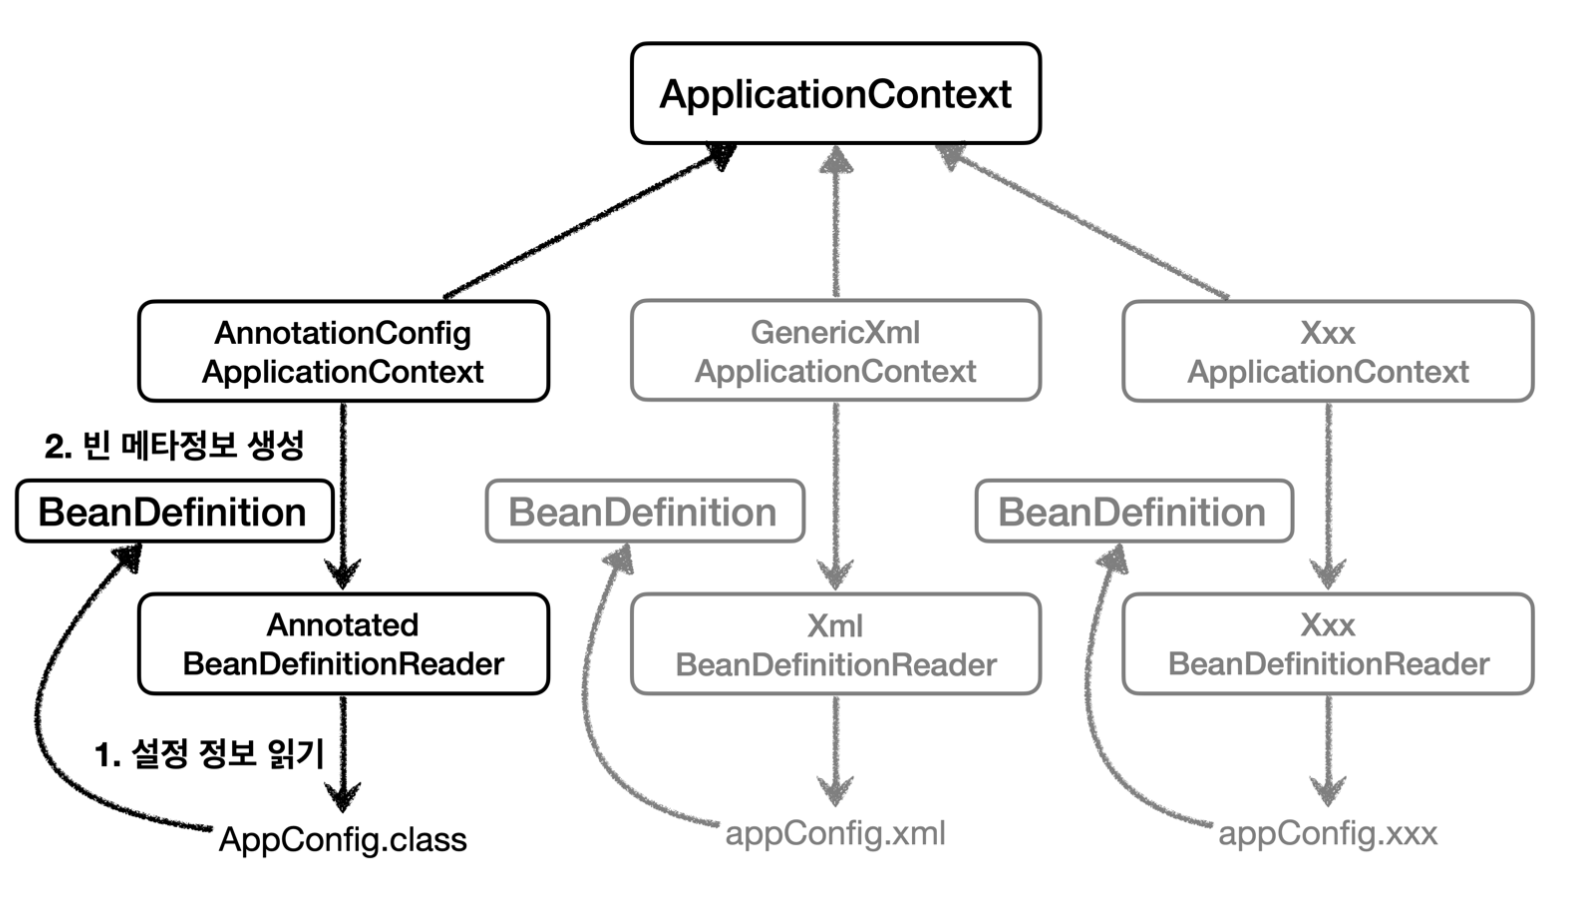 ApplicationContext
AnnotationConfig
ApplicationContext
GenericXml
ApplicationContext
Xxx
ApplicationContext
2. 빈 메타정보 생성
BeanDefinition
BeanDefinition
BeanDefinition
Annotated
BeanDefinitionReader
Xml
BeanDefinitionReader
Xxx
BeanDefinitionReader
1. 설정 정보 읽기
AppConfig.class
appConfig.xml
appConfig.xxx